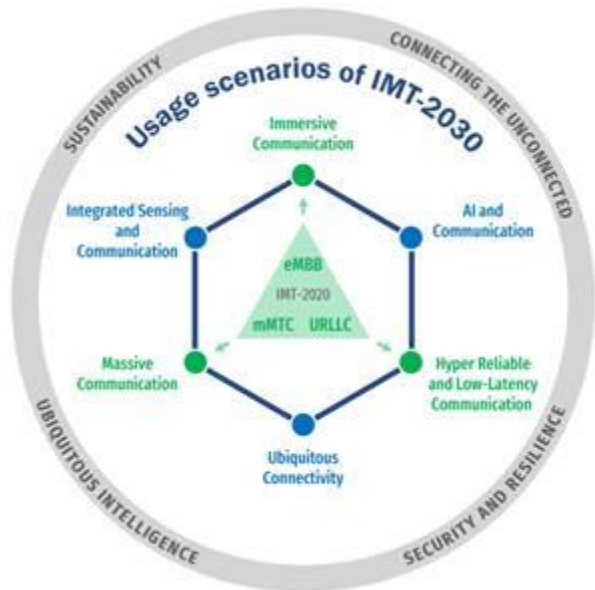 SUSTAINABILITY
CONNECTING THE UNCONNECTED
Usage scenarios of IMT-2030
Immersive
Communication
Integrated Sensing
and
Communication
AI and
Communication
eMBB
IMT-2020
mMTC URLLC
Massive
Communication
Hyper Reliable
and Low-Latency
Communication
Ubiquitous
Connectivity
UBIQUITOUS INTELLIGENCE
SECURITY AND RESILIENCE